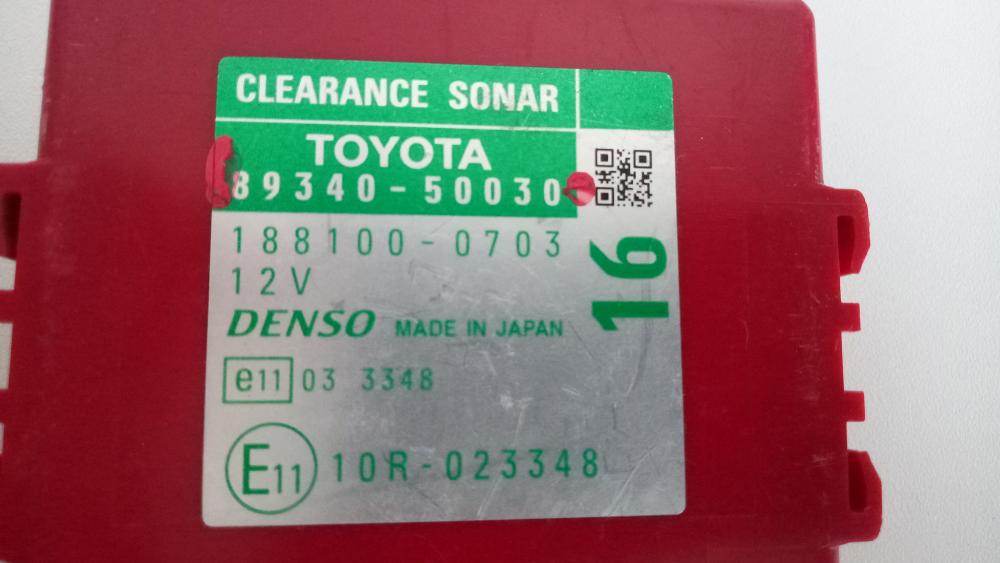 CLEARANCE SONAR
TOYOTA
89340-50030
188100-0703
12V
DENSO MADE IN JAPAN
e11 03 3348
E11 10R-023348
16